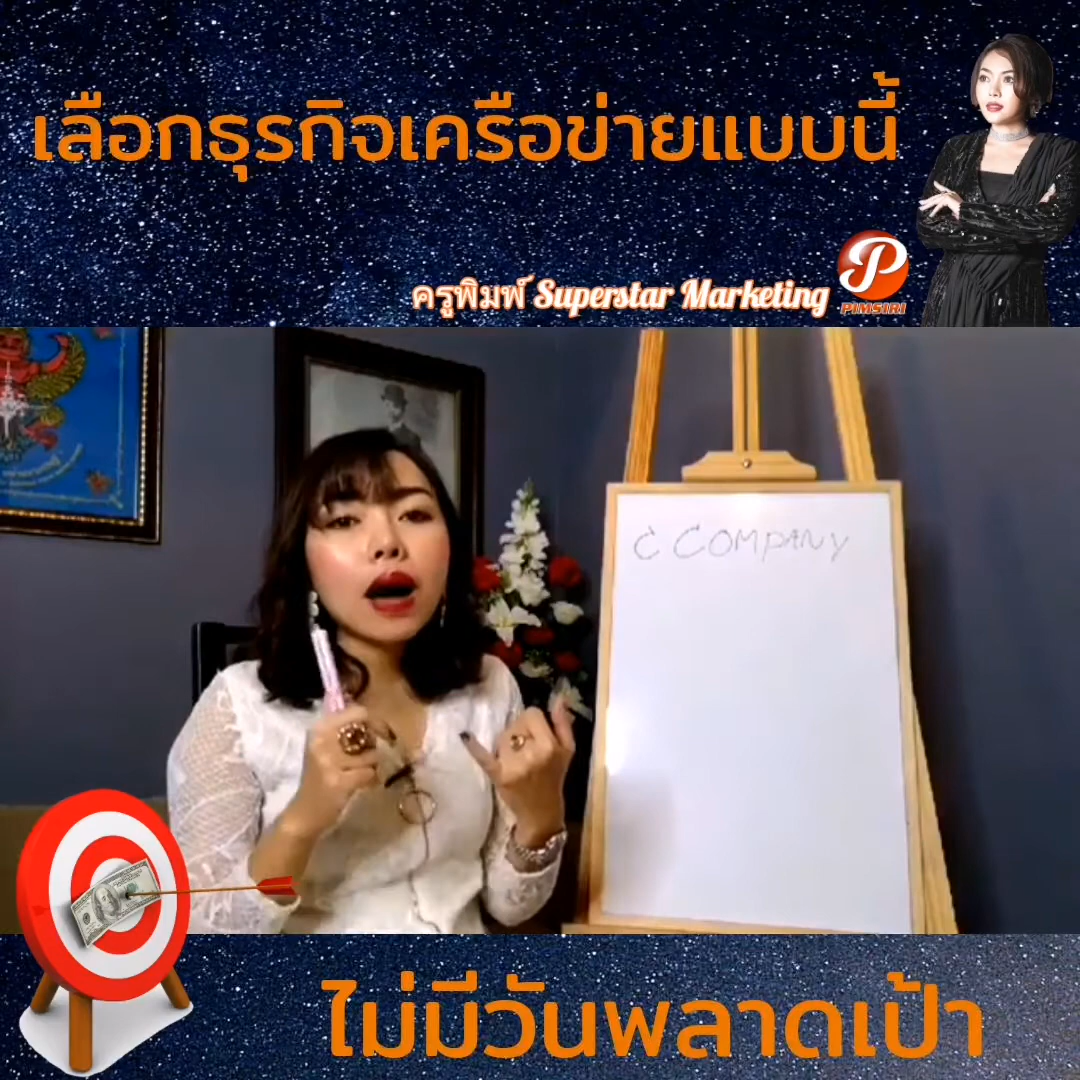 เลือกธุรกิจเครือข่ายแบบนี้
ครูพิมพ์ Superstar Marketing
P
PIMSIRI
C COMPANY
ไม่มีวันพลาดเป้า